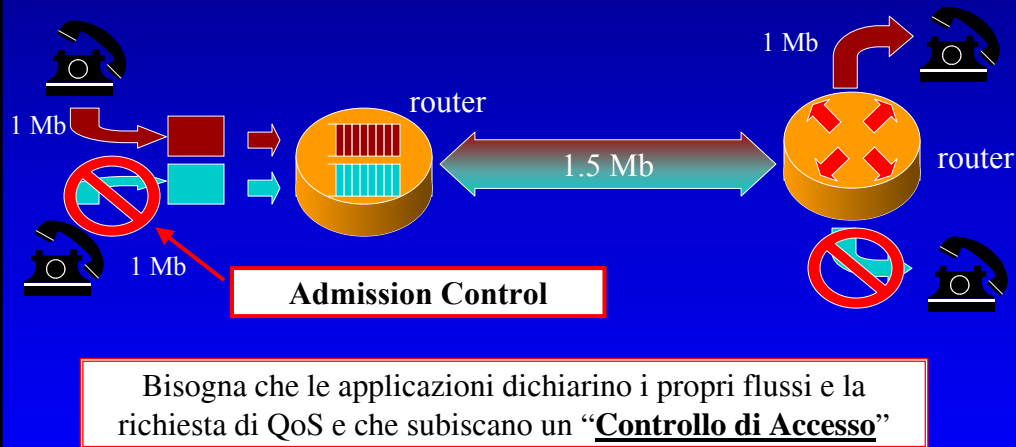 1 Mb
router
1 Mb
1.5 Mb
router
1 Mb
Admission Control
Bisogna che le applicazioni dichiarino i propri flussi e la
richiesta di QoS e che subiscano un “Controllo di Accesso”